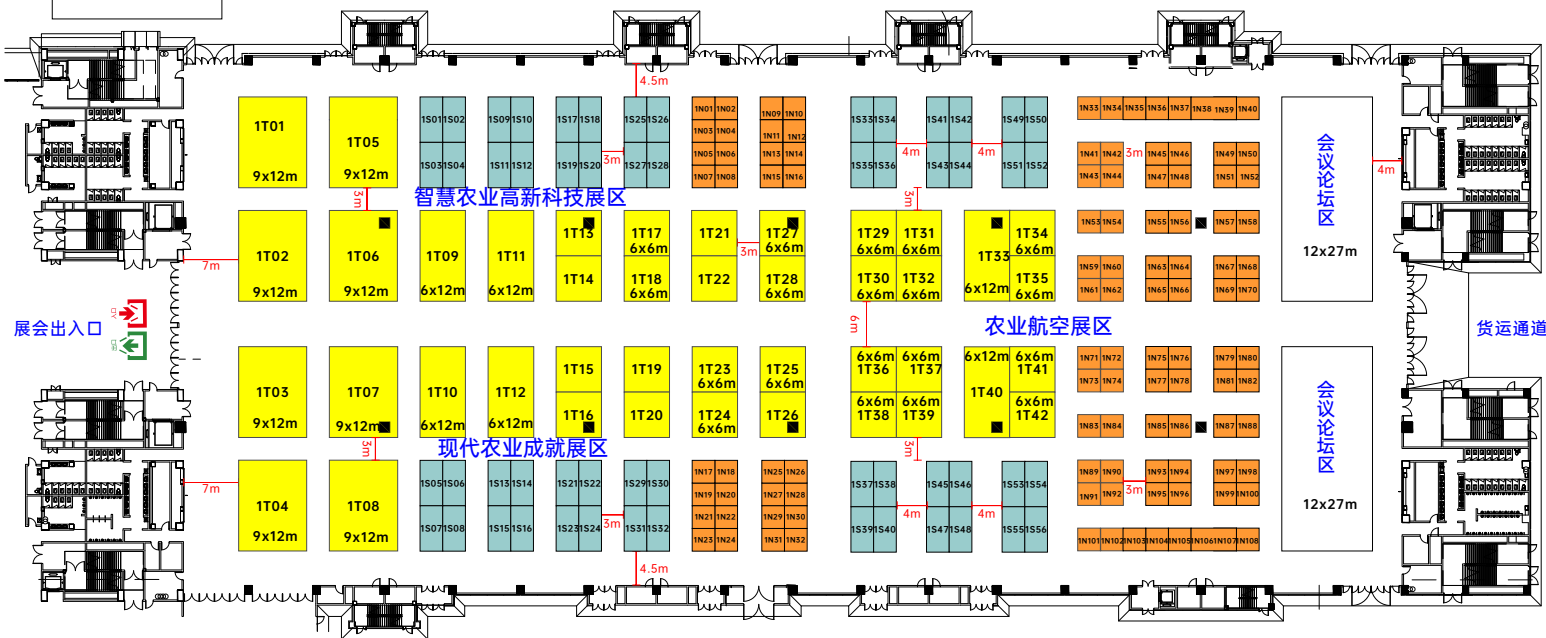 4.5m
1T01
9x12m
1T05
9x12m
1S01 1S02
1S03 1S04
1S09 1S10
1S11 1S12
1S17 1S18
1S19 1S20
3m
1S25 1S26
1S27 1S28
1N01 1N02
1N03 1N04
1N05 1N06
1N07 1N08
1N09 1N10
1N11 1N12
1N13 1N14
1N15 1N16
1S33 1S34
1S35 1S36
4m
1S41 1S42
1S43 1S44
4m
1S49 1S50
1S51 1S52
1N33 1N34 1N35 1N36 1N37 1N38 1N39 1N40
1N41 1N42
1N43 1N44
3m
1N45 1N46
1N47 1N48
1N49 1N50
1N51 1N52
会议论坛区
12x27m
4m
3m
智慧农业高新科技展区
3m
7m
1T02
9x12m
1T06
9x12m
1T09
6x12m
1T11
6x12m
1T13
1T14
1T17
6x6m
1T18
6x6m
1T21
1T22
3m
1T27
6x6m
1T28
6x6m
1T29
6x6m
1T30
6x6m
1T31
6x6m
1T32
6x6m
1T33
6x12m
1T34
6x6m
1T35
6x6m
1N53 1N54
1N55 1N56
1N57 1N58
1N59 1N60
1N61 1N62
1N63 1N64
1N65 1N66
1N67 1N68
1N69 1N70
展会出入口
入口
出口
6m
农业航空展区
货运通道
1T03
9x12m
1T07
9x12m
1T10
6x12m
1T12
6x12m
1T15
1T16
1T19
1T20
1T23
6x6m
1T24
6x6m
1T25
6x6m
1T26
6x6m
1T36
6x6m
1T37
6x6m
1T38
6x6m
1T39
6x12m
1T40
6x6m
1T41
6x6m
1T42
1N71 1N72
1N73 1N74
1N75 1N76
1N77 1N78
1N79 1N80
1N81 1N82
1N83 1N84
1N85 1N86
1N87 1N88
会议论坛区
12x27m
3m
现代农业成就展区
3m
7m
1T04
9x12m
1T08
9x12m
1S05 1S06
1S07 1S08
1S13 1S14
1S15 1S16
1S21 1S22
1S23 1S24
3m
1S29 1S30
1S31 1S32
1N17 1N18
1N19 1N20
1N21 1N22
1N23 1N24
1N25 1N26
1N27 1N28
1N29 1N30
1N31 1N32
1S37 1S38
1S39 1S40
4m
1S45 1S46
1S47 1S48
4m
1S53 1S54
1S55 1S56
1N89 1N90
1N91 1N92
3m
1N93 1N94
1N95 1N96
1N97 1N98
1N99 1N100
1N101 1N102 1N103 1N104 1N105 1N106 1N107 1N108
4.5m